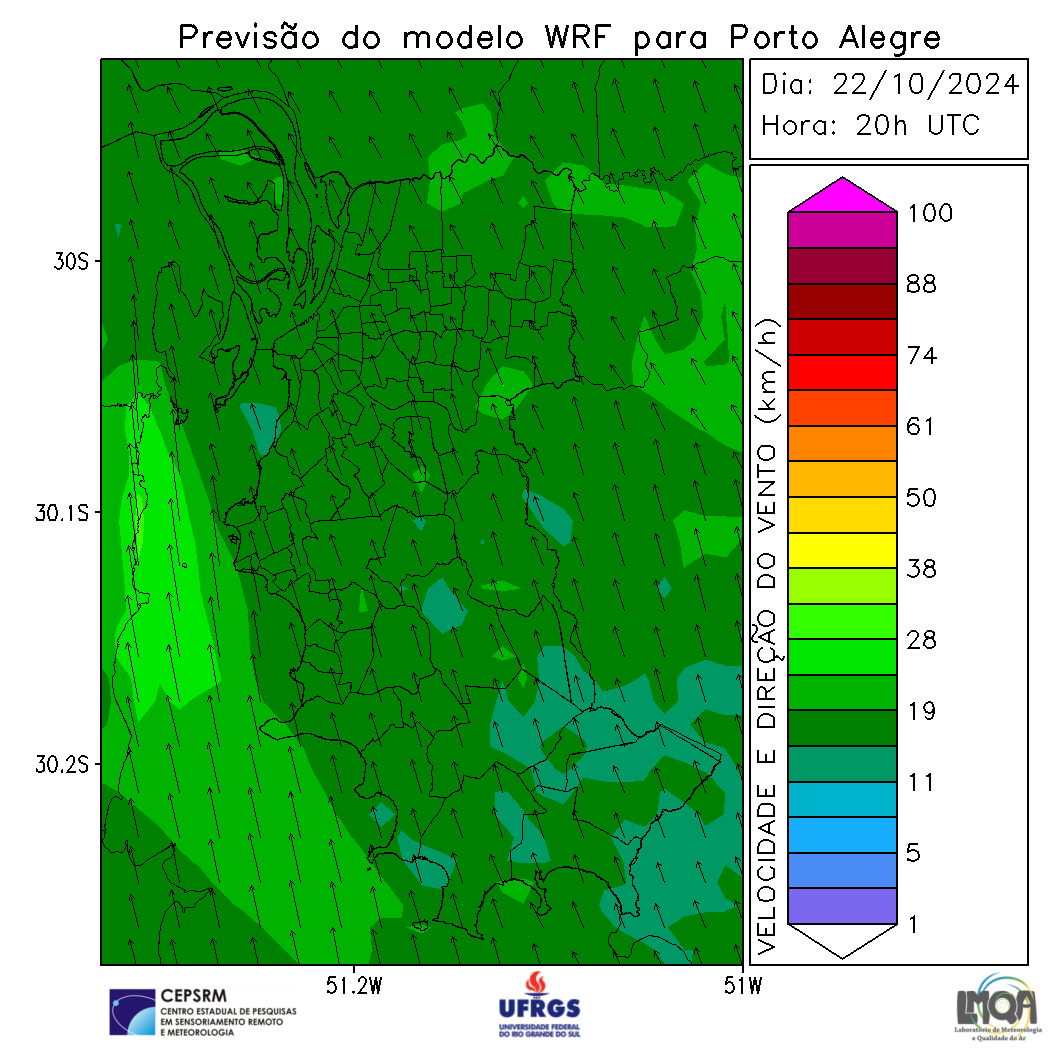 Previsão do modelo WRF para Porto Alegre
Dia: 22/10/2024
Hora: 20h UTC
30S
30.1S
30.2S
51.2W
51W
VELOCIDADE E DIREÇÃO DO VENTO (km/h)
100
88
74
61
50
38
28
19
11
5
1
CEPSRM
CENTRO ESTADUAL DE PESQUISAS
EM SENSORIAMENTO REMOTO
E METEOROLOGIA
UFRGS
UNIVERSIDADE FEDERAL
DO RIO GRANDE DO SUL
LMQA
Laboratório de Meteorologia
e Qualidade do Ar